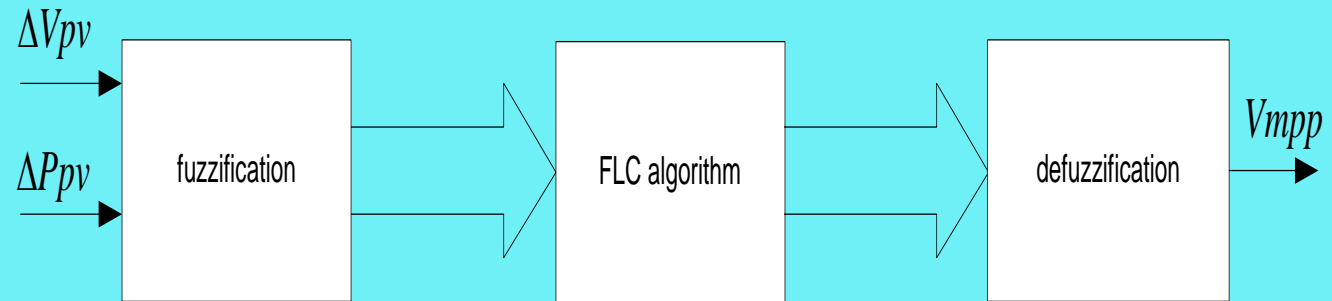 ΔVpv
ΔPpv
fuzzification
FLC algorithm
defuzzification
Vmpp